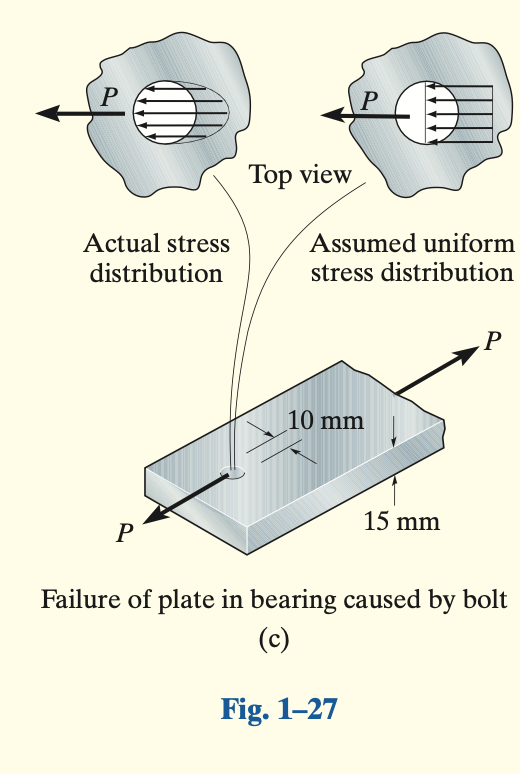 P
P
Top view
Actual stress
distribution
Assumed uniform
stress distribution
P
10 mm
15 mm
P
Failure of plate in bearing caused by bolt
(c)
Fig. 1–27